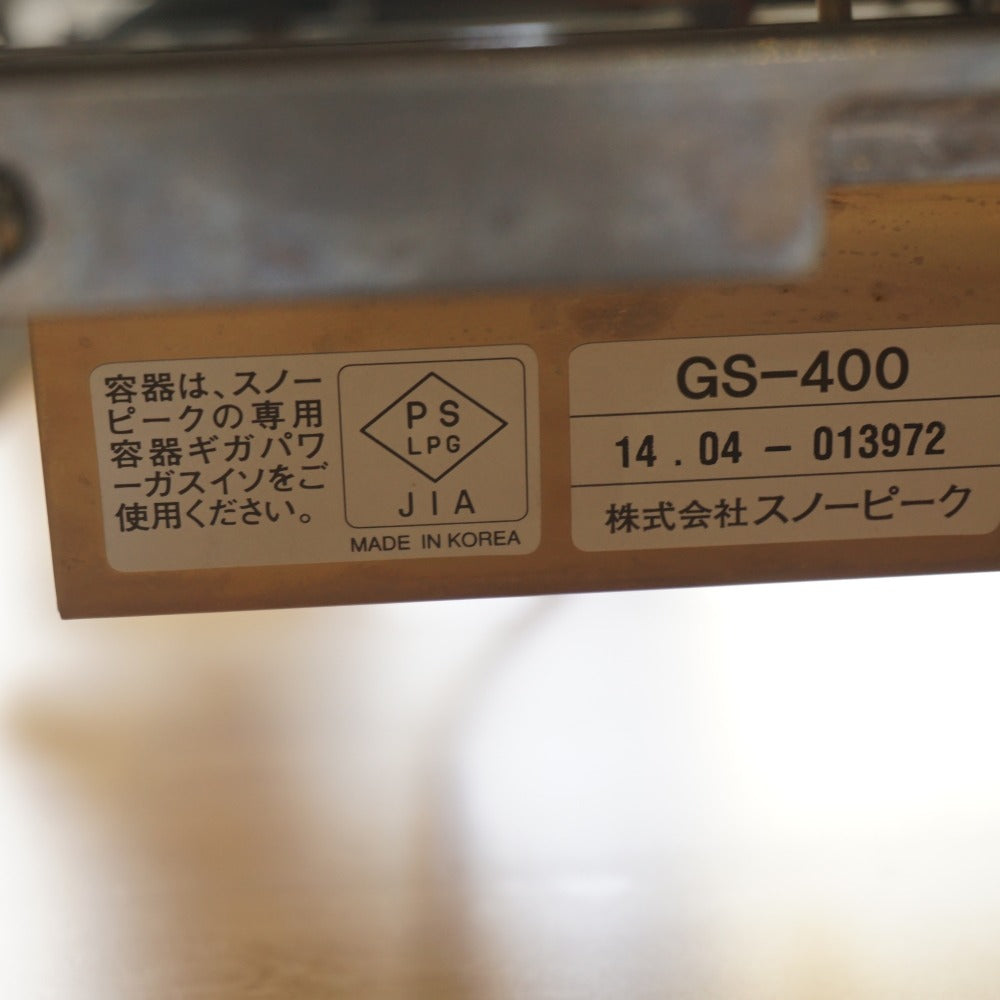 容器は、スノー
ピークの専用
容器ギガパワ
ーガスイソをご
使用ください。
PS
LPG
JIA
MADE IN KOREA
GS-400
14 . 04 - 013972
株式会社スノーピーク